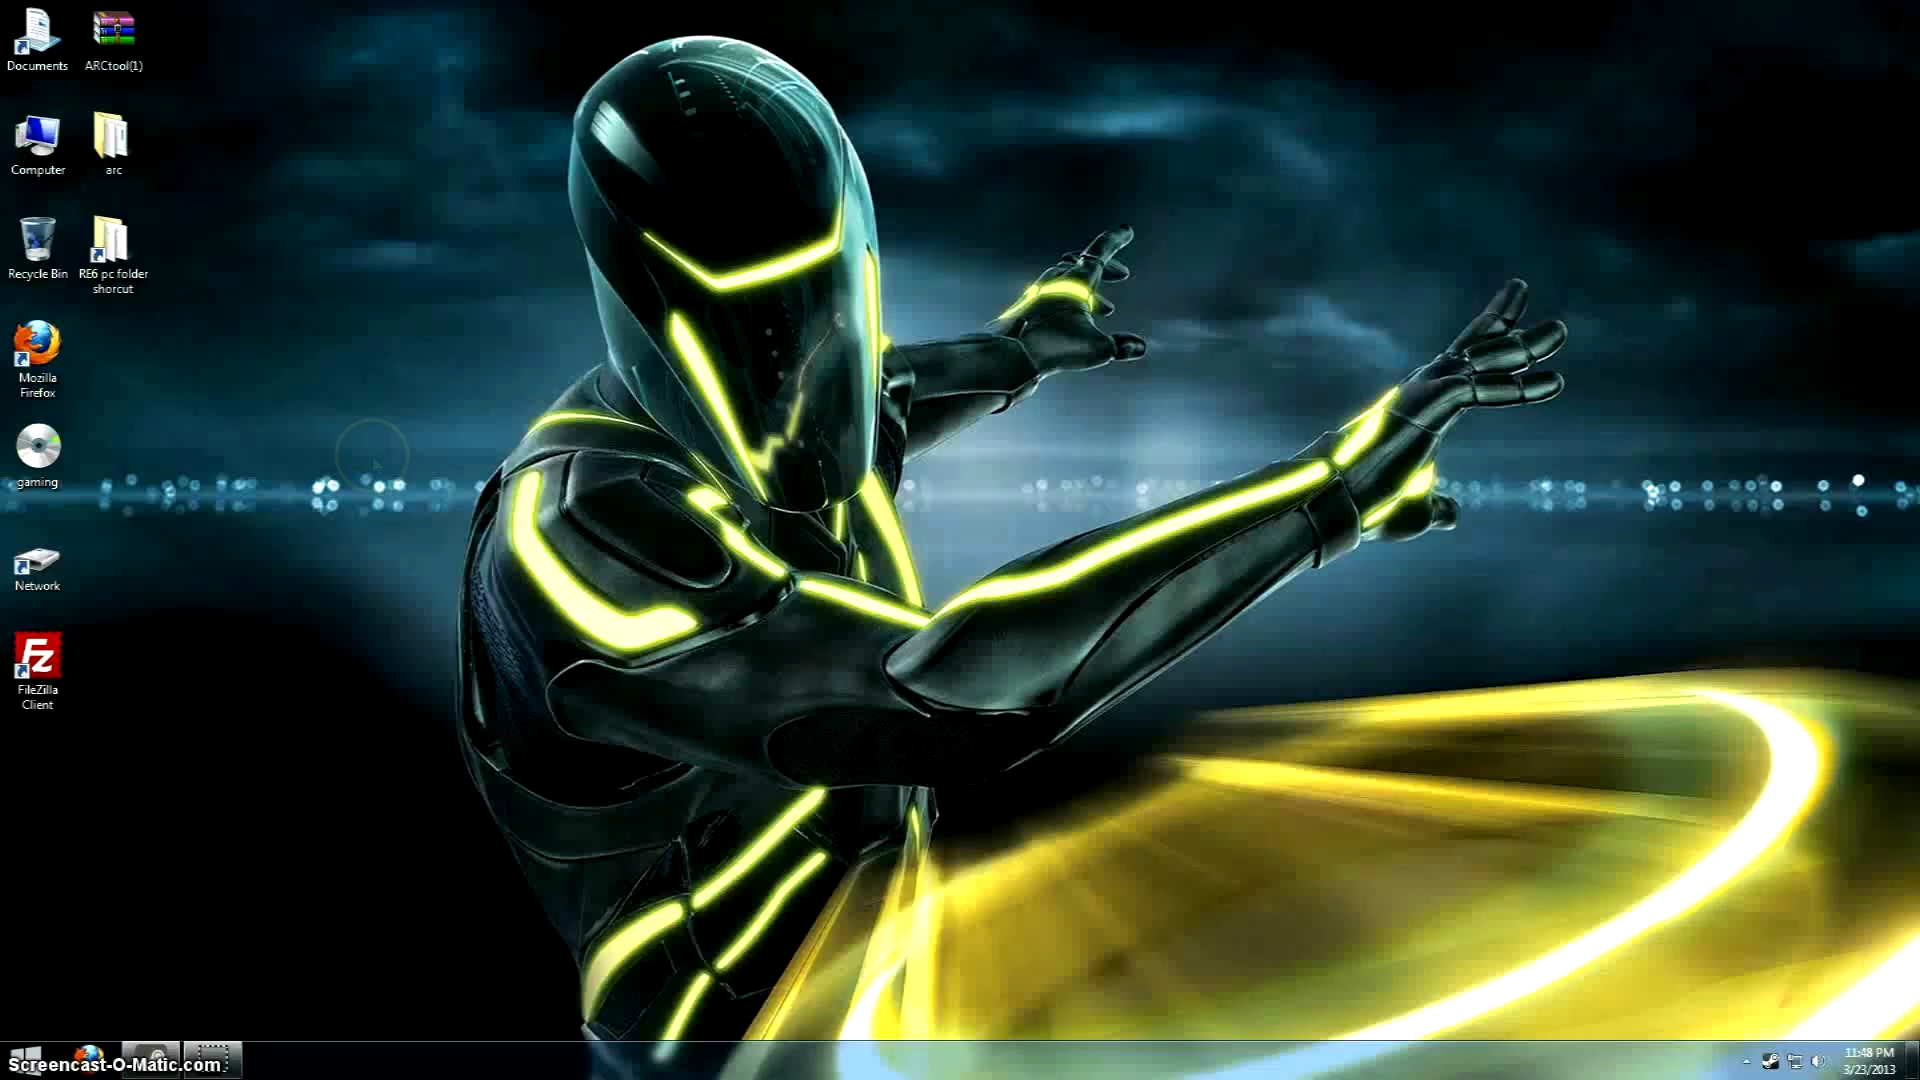 Documents
ARCtool(1)
Computer
arc
Recycle Bin
RE6 pc folder
shorcut
Mozilla
Firefox
gaming
Network
Fz
FileZilla
Client
Screencast-O-Matic.com
11:48 PM
3/23/2013